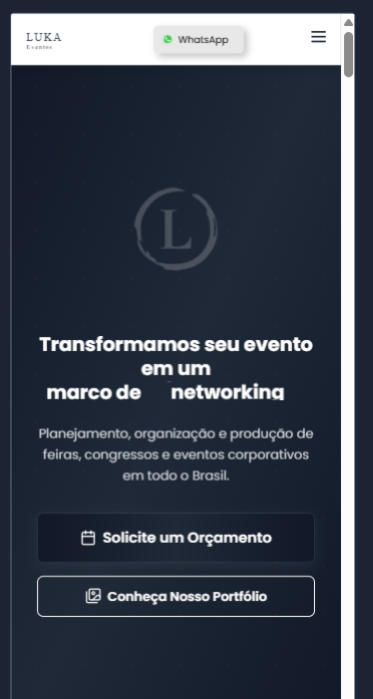 LUKA
Eventos
WhatsApp
L
Transformamos seu evento
em um
marco de networking
Planejamento, organização e produção de
feiras, congressos e eventos corporativos
em todo o Brasil.
Solicite um Orçamento
Conheça Nosso Portfólio